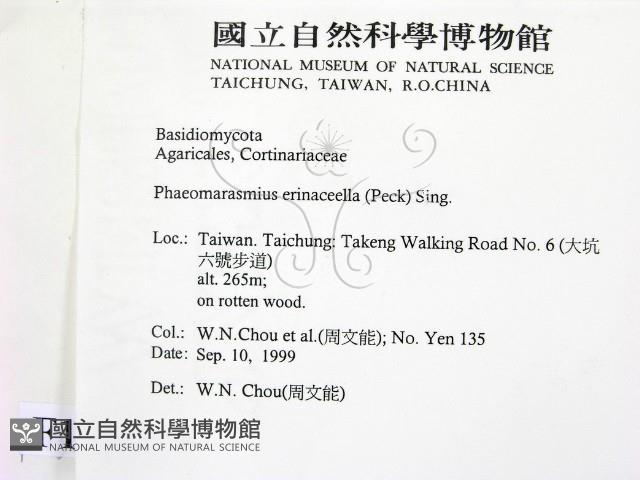 國立自然科學博物館
NATIONAL MUSEUM OF NATURAL SCIENCE
TAICHUNG, TAIWAN, R.O.CHINA
Basidiomycota
Agaricales, Cortinariaceae
Phaeomarasmius erinaceella (Peck) Sing.
Loc.: Taiwan. Taichung: Takeng Walking Road No. 6 (大坑
六號步道)
alt. 265m;
on rotten wood.
Col.: W.N.Chou et al.(周文能); No. Yen 135
Date: Sep. 10, 1999
Det.: W.N. Chou(周文能)
國立自然科學博物館
NATIONAL MUSEUM OF NATURAL SCIENCE